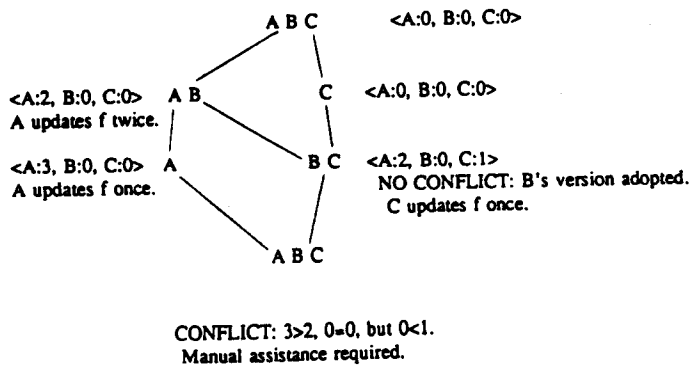 A B C <A:0, B:0, C:0>
<A:2, B:0, C:0> A B C <A:0, B:0, C:0>
A updates f twice.
<A:3, B:0, C:0> A B C <A:2, B:0, C:1>
A updates f once. NO CONFLICT: B's version adopted.
C updates f once.
A B C
CONFLICT: 3>2, 0=0, but 0<1.
Manual assistance required.